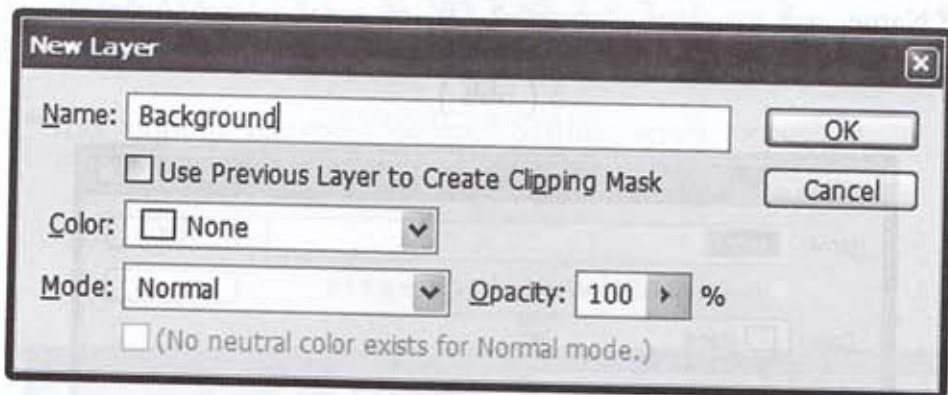 New Layer
Name: Background
OK
Use Previous Layer to Create Clipping Mask
Cancel
Color: None
Mode: Normal Opacity: 100 %
(No neutral color exists for Normal mode.)